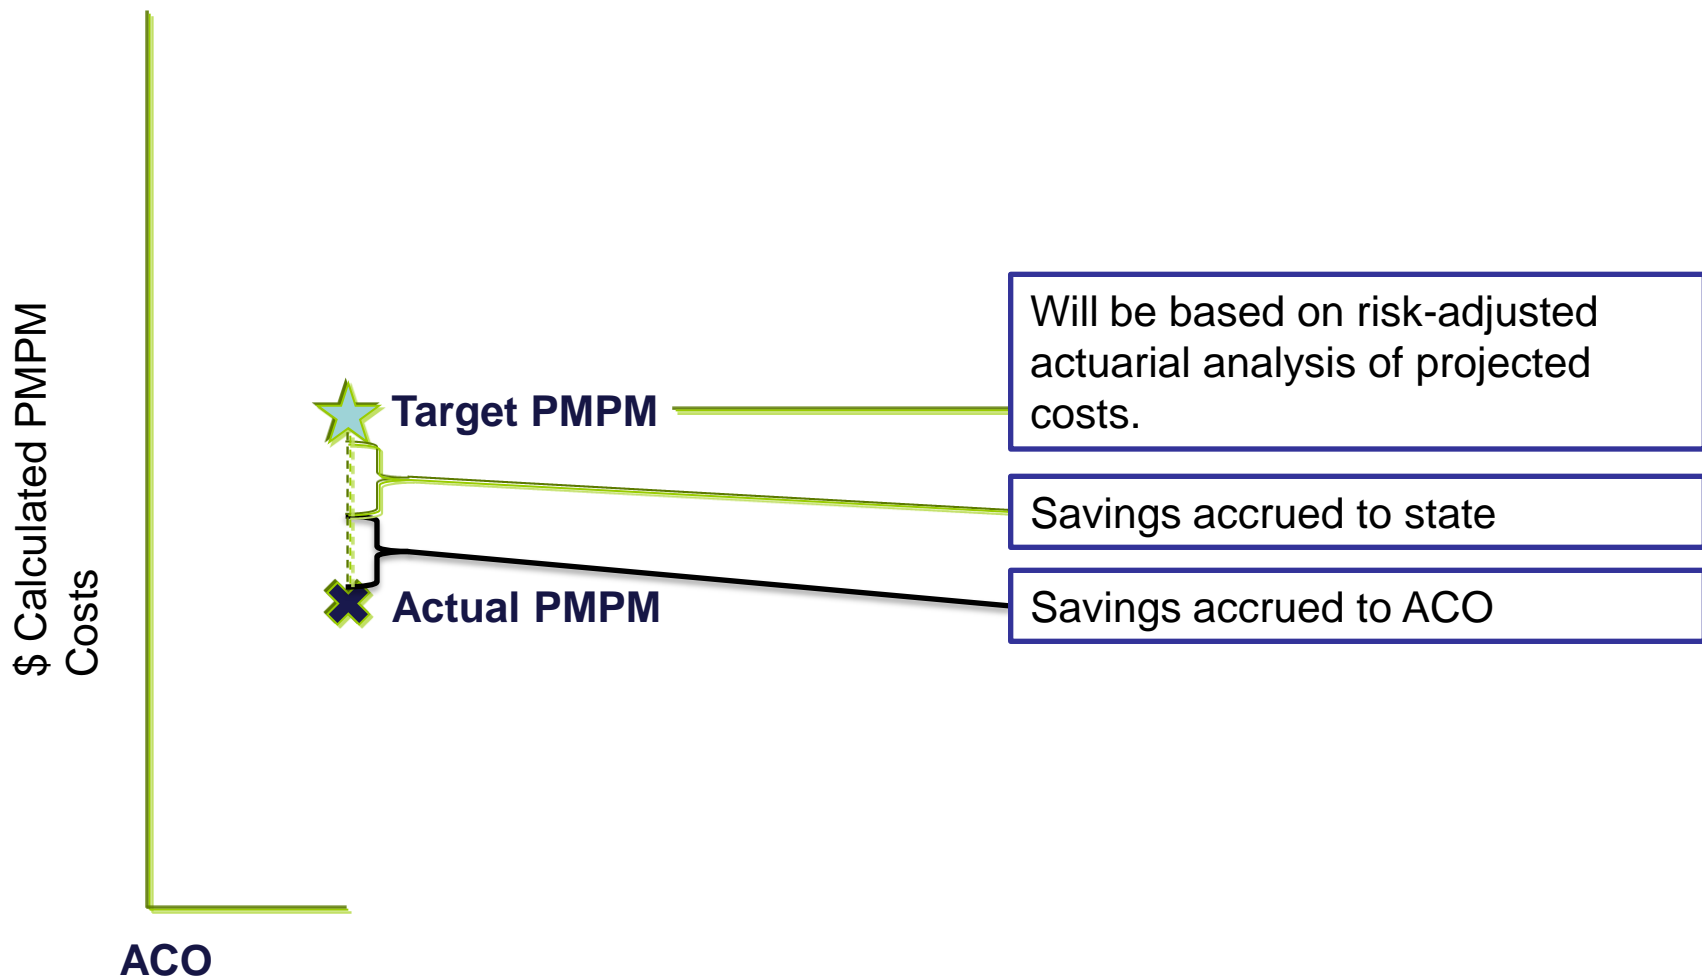 $ Calculated PMPM
Costs
Target PMPM
Will be based on risk-adjusted
actuarial analysis of projected
costs.
Savings accrued to state
Actual PMPM
Savings accrued to ACO
ACO